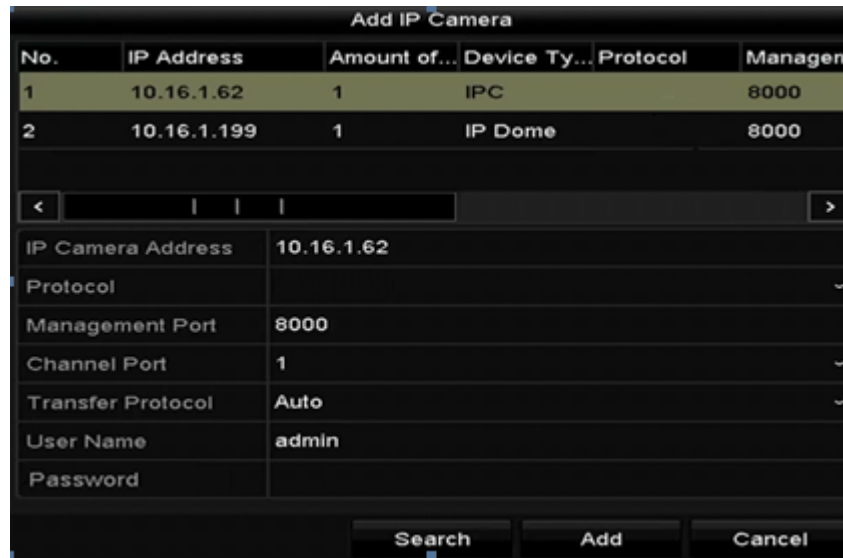 Add IP Camera
No. IP Address Amount of... Device Ty... Protocol Managen
1 10.16.1.62 1 IPC 8000
2 10.16.1.199 1 IP Dome 8000
IP Camera Address 10.16.1.62
Protocol
Management Port 8000
Channel Port 1
Transfer Protocol Auto
User Name admin
Password
Search Add Cancel